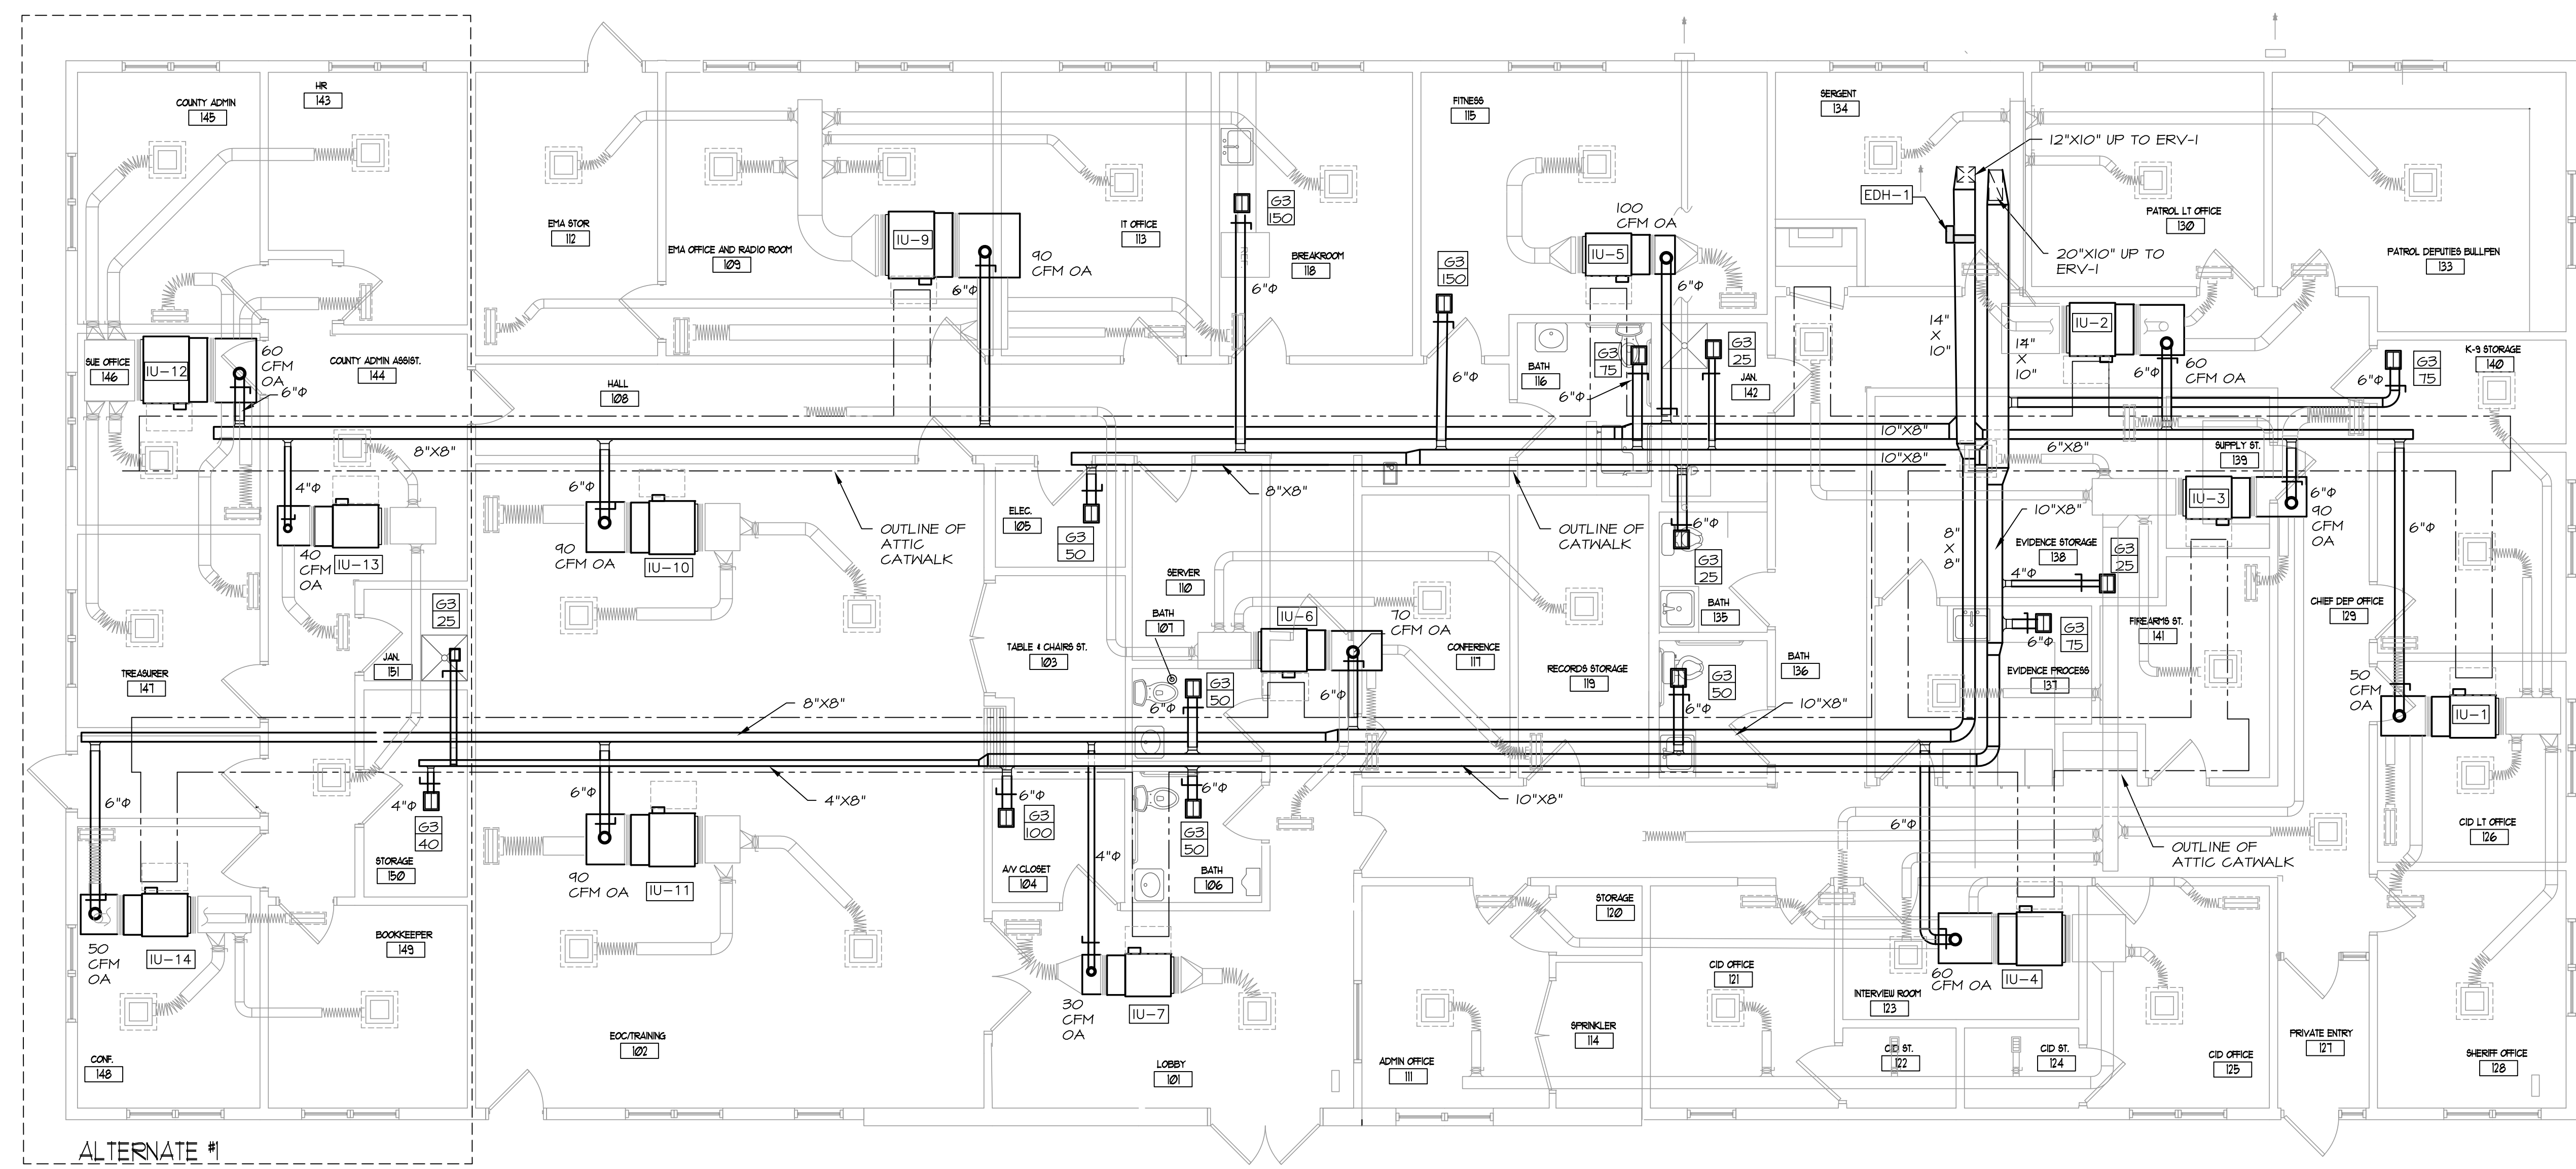 COUNTY ADMIN
145
HR
143
EMA STOR
112
EMA OFFICE AND RADIO ROOM
109
IU-9
90
CFM OA
6"Φ
IT OFFICE
113
G3
150
BREAKROOM
118
REF
6"Φ
FITNESS
115
G3
150
6"Φ
100
CFM OA
IU-5
6"Φ
SERGENT
134
EDH-1
12"X10" UP TO ERV-1
20"X10" UP TO
ERV-1
PATROL LT OFFICE
130
PATROL DEPUTIES BULLPEN
133
14"
X
10"
14"
X
10"
IU-2
6"Φ
60
CFM OA
6"Φ
G3
75
K-9 STORAGE
140
SUE OFFICE
146
IU-12
60
CFM
OA
6"Φ
COUNTY ADMIN ASSIST.
144
HALL
108
BATH
116
G3
75
6"Φ
G3
25
JAN.
142
8"X8"
10"X8"
10"X8"
6"X8"
SUPPLY ST.
139
4"Φ
40
CFM
OA
IU-13
6"Φ
90
CFM OA
IU-10
OUTLINE OF
ATTIC
CATWALK
ELEC.
105
G3
50
8"X8"
OUTLINE OF
CATWALK
6"Φ
G3
25
8"
X
8"
10"X8"
IU-3
6"Φ
90
CFM
OA
6"Φ
EVIDENCE STORAGE
138
G3
25
4"Φ
SERVER
110
BATH
107
IU-6
70
CFM OA
6"Φ
CONFERENCE
117
RECORDS STORAGE
119
BATH
135
BATH
136
G3
50
6"Φ
G3
75
6"Φ
FIREARMS ST.
141
EVIDENCE PROCESS
137
CHIEF DEP OFFICE
129
50
CFM
OA
IU-1
TREASURER
147
JAN.
151
G3
25
TABLE & CHAIRS ST.
103
6"Φ
G3
50
8"X8"
10"X8"
6"Φ
4"Φ
G3
40
STORAGE
150
6"Φ
4"X8"
90
CFM OA
IU-11
6"Φ
G3
100
A/V CLOSET
104
4"Φ
6"Φ
G3
50
BATH
106
10"X8"
6"Φ
OUTLINE OF
ATTIC CATWALK
CID LT OFFICE
126
50
CFM
OA
IU-14
BOOKKEEPER
149
CONF.
148
EOC/TRAINING
102
30
CFM
OA
IU-7
LOBBY
101
ADMIN OFFICE
111
STORAGE
120
SPRINKLER
114
CID OFFICE
121
INTERVIEW ROOM
123
60
CFM OA
IU-4
CID ST.
122
CID ST.
124
CID OFFICE
125
PRIVATE ENTRY
127
SHERIFF OFFICE
128
ALTERNATE #1